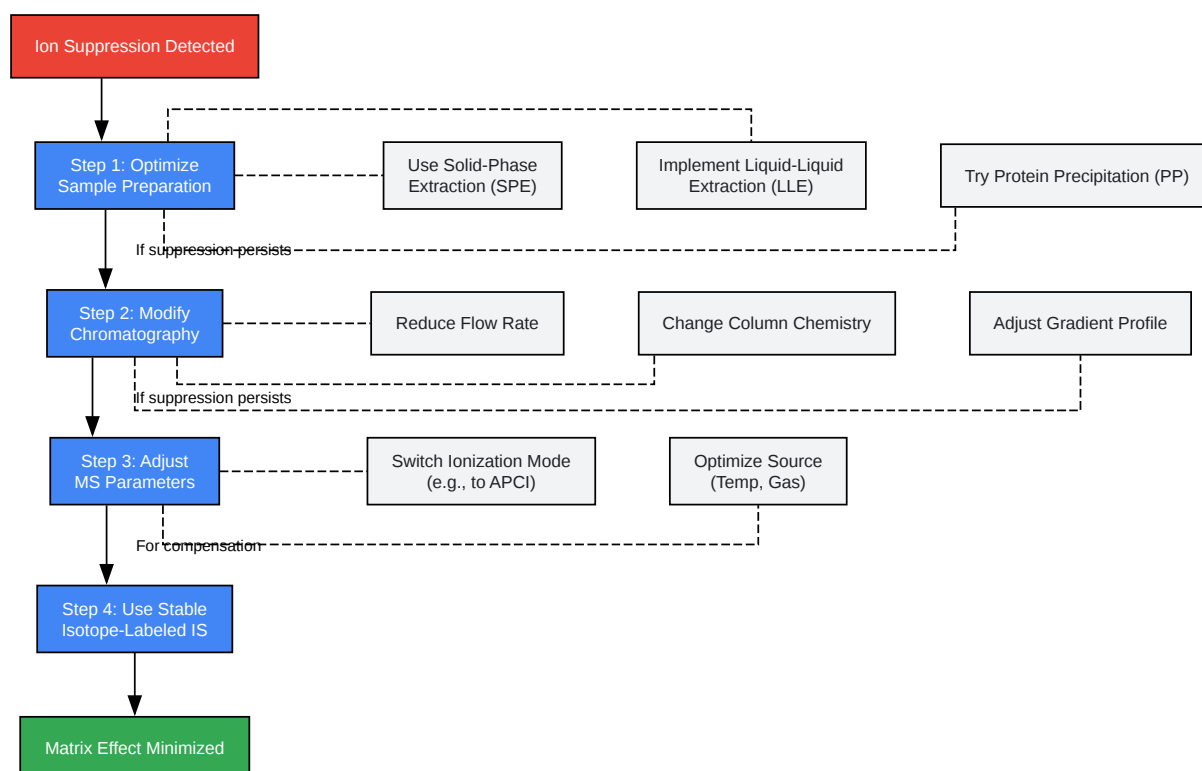 Ion Suppression Detected
Step 1: Optimize
Sample Preparation
Use Solid-Phase
Extraction (SPE)
Implement Liquid-Liquid
Extraction (LLE)
Try Protein Precipitation (PP)
If suppression persists
Step 2: Modify
Chromatography
Reduce Flow Rate
Change Column Chemistry
Adjust Gradient Profile
If suppression persists
Step 3: Adjust
MS Parameters
Switch Ionization Mode
(e.g., to APCI)
Optimize Source
(Temp, Gas)
For compensation
Step 4: Use Stable
Isotope-Labeled IS
Matrix Effect Minimized